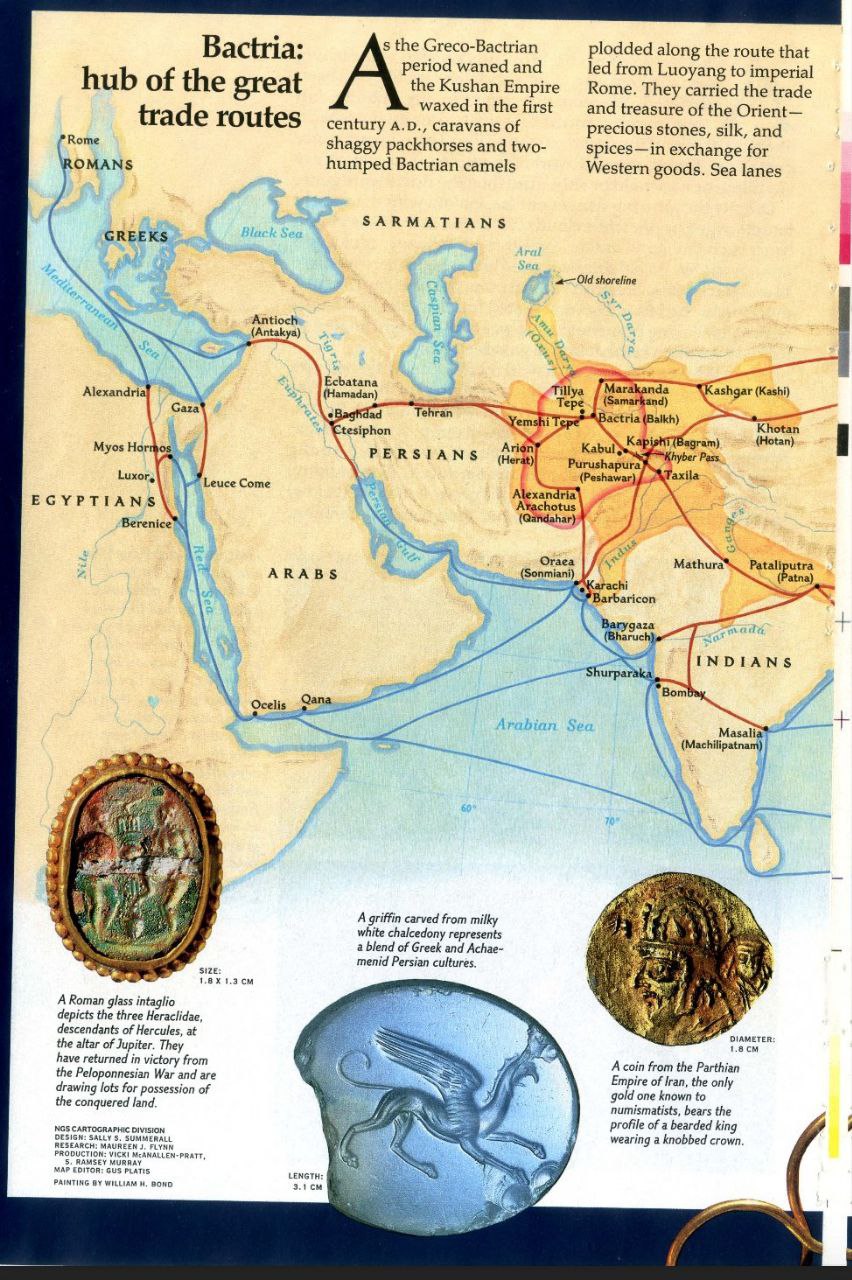 Bactria:
hub of the great
trade routes
As the Greco-Bactrian
period waned and
the Kushan Empire
waxed in the first
century A.D., caravans of
shaggy packhorses and two-
humped Bactrian camels
plodded along the route that
led from Luoyang to imperial
Rome. They carried the trade
and treasure of the Orient—
precious stones, silk, and
spices—in exchange for
Western goods. Sea lanes
Rome
ROMANS
GREEKS
Black Sea
SARMATIANS
Aral
Sea
Old shoreline
Syr Darya
Amu Darya
(Oxus)
Caspian Sea
Mediterranean
Sea
Antioch
(Antakya)
Tigris
Euphrates
Ecbatana
(Hamadan)
Baghdad
Ctesiphon
Tehran
Alexandria
Gaza
Tillya
Tepe
Marakanda
(Samarkand)
Kashgar (Kashi)
Yemshi Tepe
Bactria (Balkh)
Khotan
(Hotan)
Myos Hormos
PERSIANS
Arion
(Herat)
Kabul
Kapishi (Bagram)
Khyber Pass
Purushapura
(Peshawar)
Taxila
Luxor
Leuce Come
EGYPTIANS
Berenice
Alexandria
Arachotus
(Qandahar)
Persian Gulf
Indus
Ganges
Nile
Red Sea
ARABS
Oraea
(Sonmiani)
Karachi
Barbaricon
Mathura
Pataliputra
(Patna)
Barygaza
(Bharuch)
Narmada
INDIANS
Shurparaka
Bombay
Ocelis
Qana
Arabian Sea
Masalia
(Machilipatnam)
60°
70°
SIZE:
1.8 X 1.3 CM
A Roman glass intaglio
depicts the three Heraclidae,
descendants of Hercules, at
the altar of Jupiter. They
have returned in victory from
the Peloponnesian War and are
drawing lots for possession of
the conquered land.
NGS CARTOGRAPHIC DIVISION
DESIGN: SALLY S. SUMMERALL
RESEARCH: MAUREEN J. FLYNN
PRODUCTION: VICKI McANALLEN-PRATT,
S. RAMSEY MURRAY
MAP EDITOR: GUS PLATIS
PAINTING BY WILLIAM H. BOND
A griffin carved from milky
white chalcedony represents
a blend of Greek and Achae-
menid Persian cultures.
LENGTH:
3.1 CM
DIAMETER:
1.8 CM
A coin from the Parthian
Empire of Iran, the only
gold one known to
numismatists, bears the
profile of a bearded king
wearing a knobbed crown.